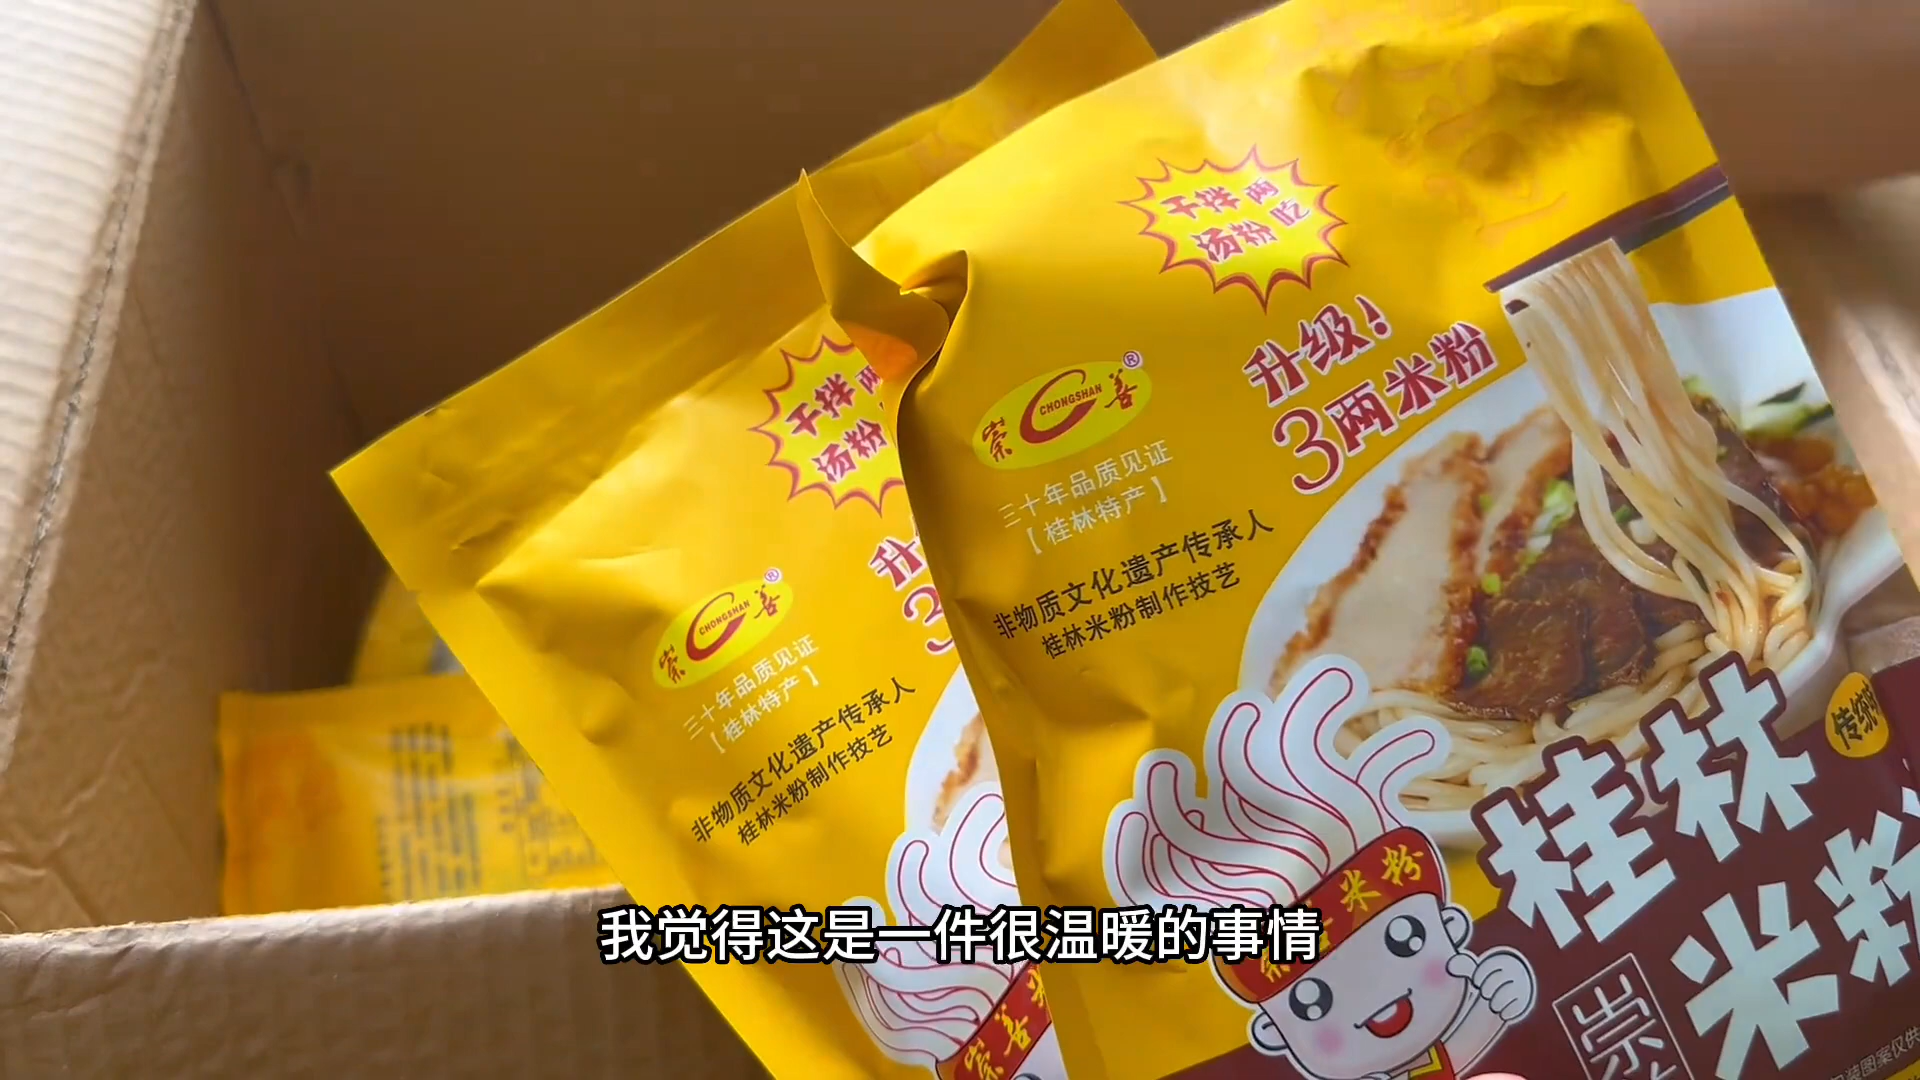 干拌 两
汤粉 吃
升级！
3两米粉
崇 CHONGSHAN 善 ®
三十年品质见证
【桂林特产】
非物质文化遗产传承人
桂林米粉制作技艺
桂林
米粉
传统
崇
米粉
干拌 两
汤粉
升
3
崇 CHONGSHAN 善 ®
三十年品质见证
【桂林特产】
非物质文化遗产传承人
桂林米粉制作技艺
崇善
我觉得这是一件很温暖的事情